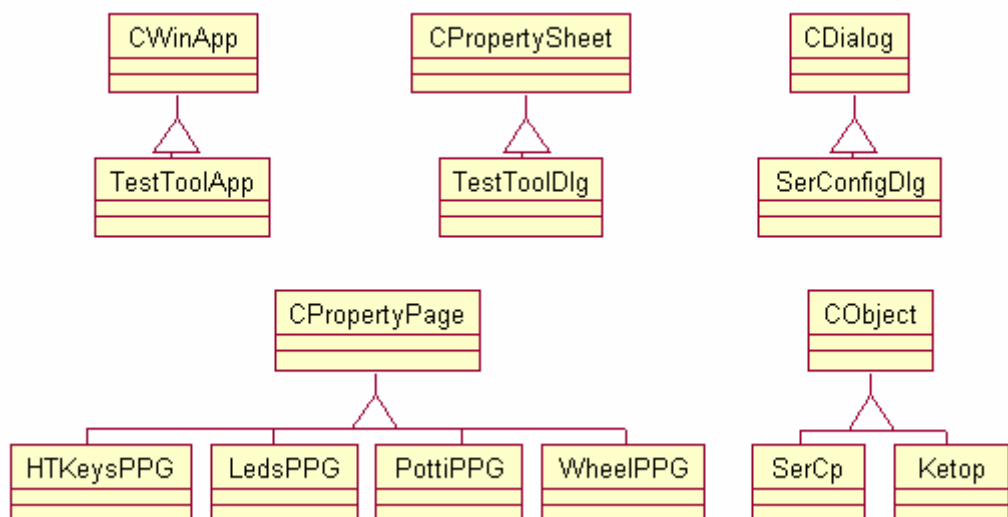 CWinApp
CPropertySheet
CDialog
TestToolApp
TestToolDlg
SerConfigDlg
CPropertyPage
CObject
HTKeysPPG
LedsPPG
PottiPPG
WheelPPG
SerCp
Ketop